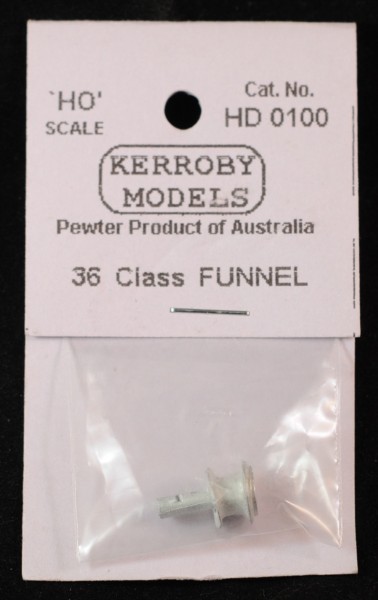 'HO'
SCALE
Cat. No.
HD 0100
KERROBY
MODELS
Pewter Product of Australia
36 Class FUNNEL